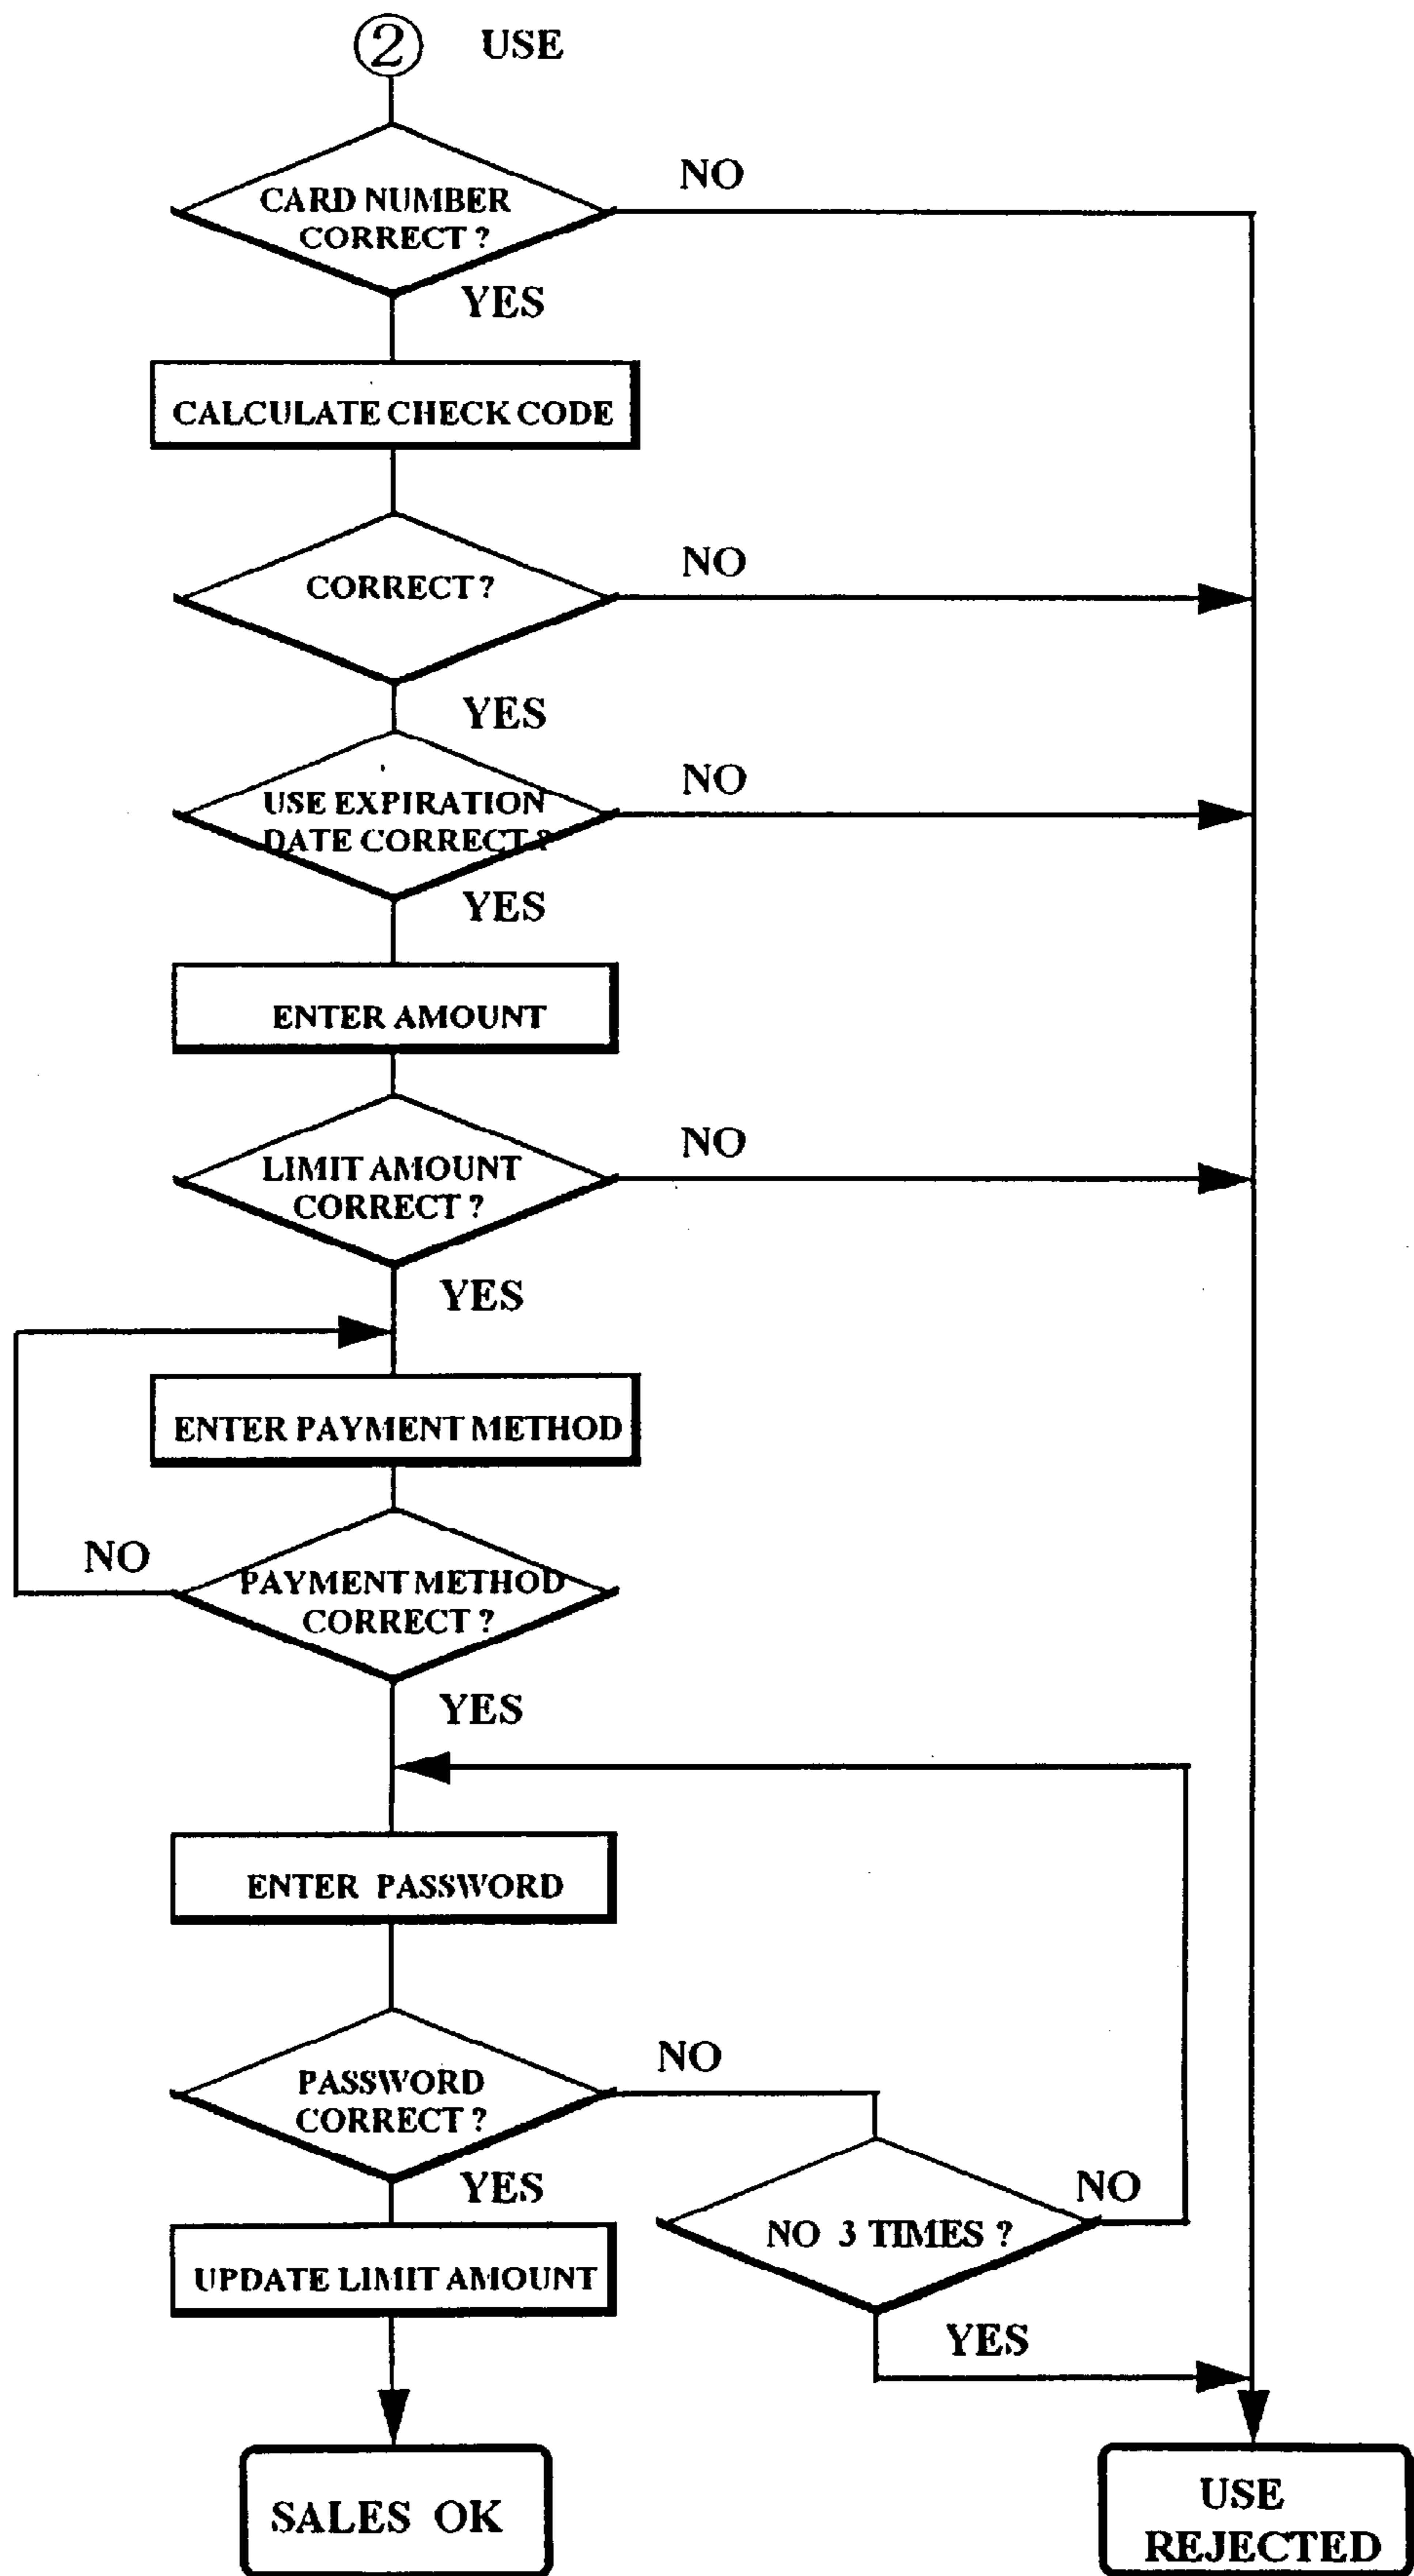 ② USE
CARD NUMBER
CORRECT ?
NO
YES
CALCULATE CHECK CODE
CORRECT ?
NO
YES
USE EXPIRATION
DATE CORRECT ?
NO
YES
ENTER AMOUNT
LIMIT AMOUNT
CORRECT ?
NO
YES
ENTER PAYMENT METHOD
NO
PAYMENT METHOD
CORRECT ?
YES
ENTER PASSWORD
PASSWORD
CORRECT ?
NO
YES
NO 3 TIMES ?
NO
UPDATE LIMIT AMOUNT
YES
SALES OK
USE
REJECTED